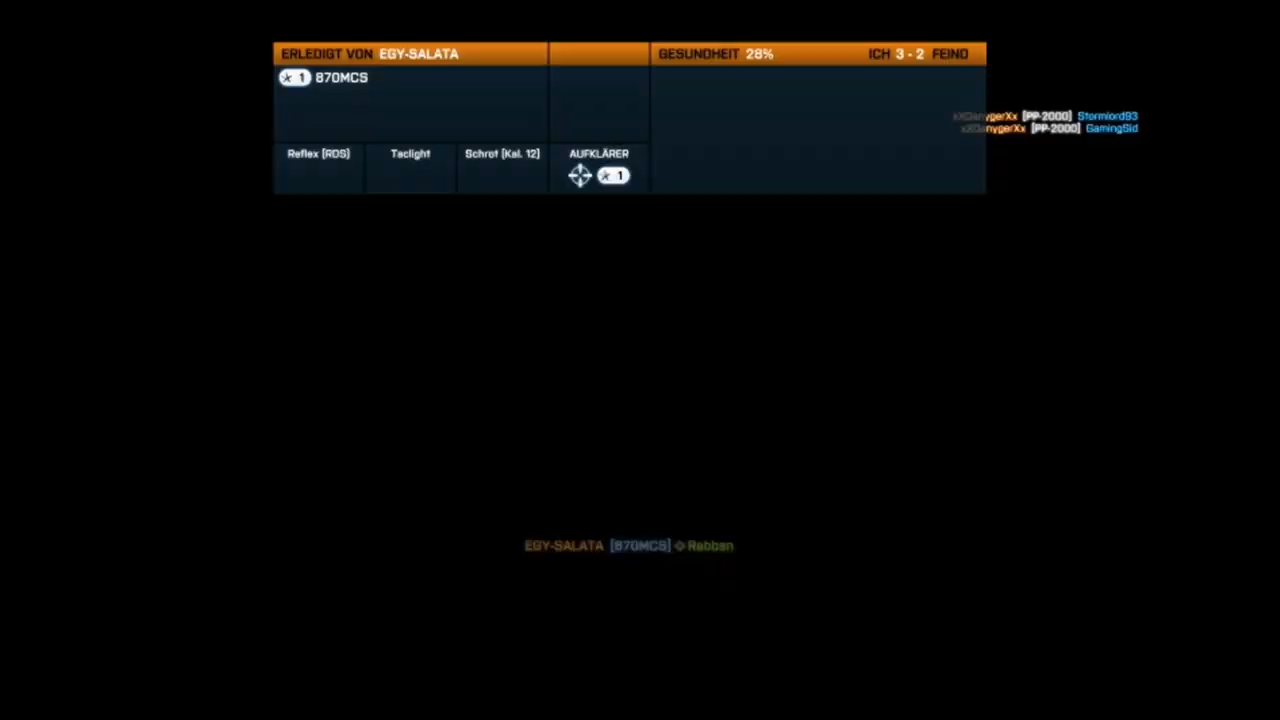 ERLEDIGT VON EGY-SALATA GESUNDHEIT 28% ICH 3 - 2 FEIND
1 870MCS
[PP-2000] Stormlord93
[PP-2000] GamingSid
Reflex [RDS] Taclight Schrot [Kal. 12] AUFKLÄRER
1
EGY-SALATA [870MCS] Rabban